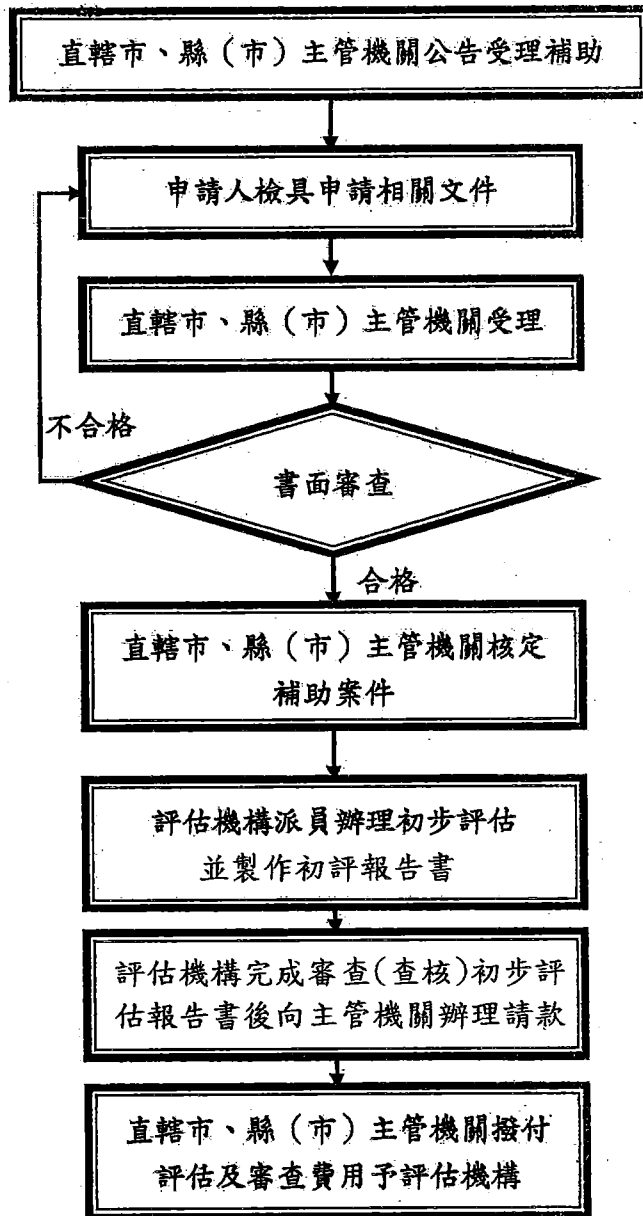 直轄市、縣（市）主管機關公告受理補助
申請人檢具申請相關文件
直轄市、縣（市）主管機關受理
不合格
書面審查
合格
直轄市、縣（市）主管機關核定
補助案件
評估機構派員辦理初步評估
並製作初評報告書
評估機構完成審查(查核)初步評
估報告書後向主管機關辦理請款
直轄市、縣（市）主管機關撥付
評估及審查費用予評估機構